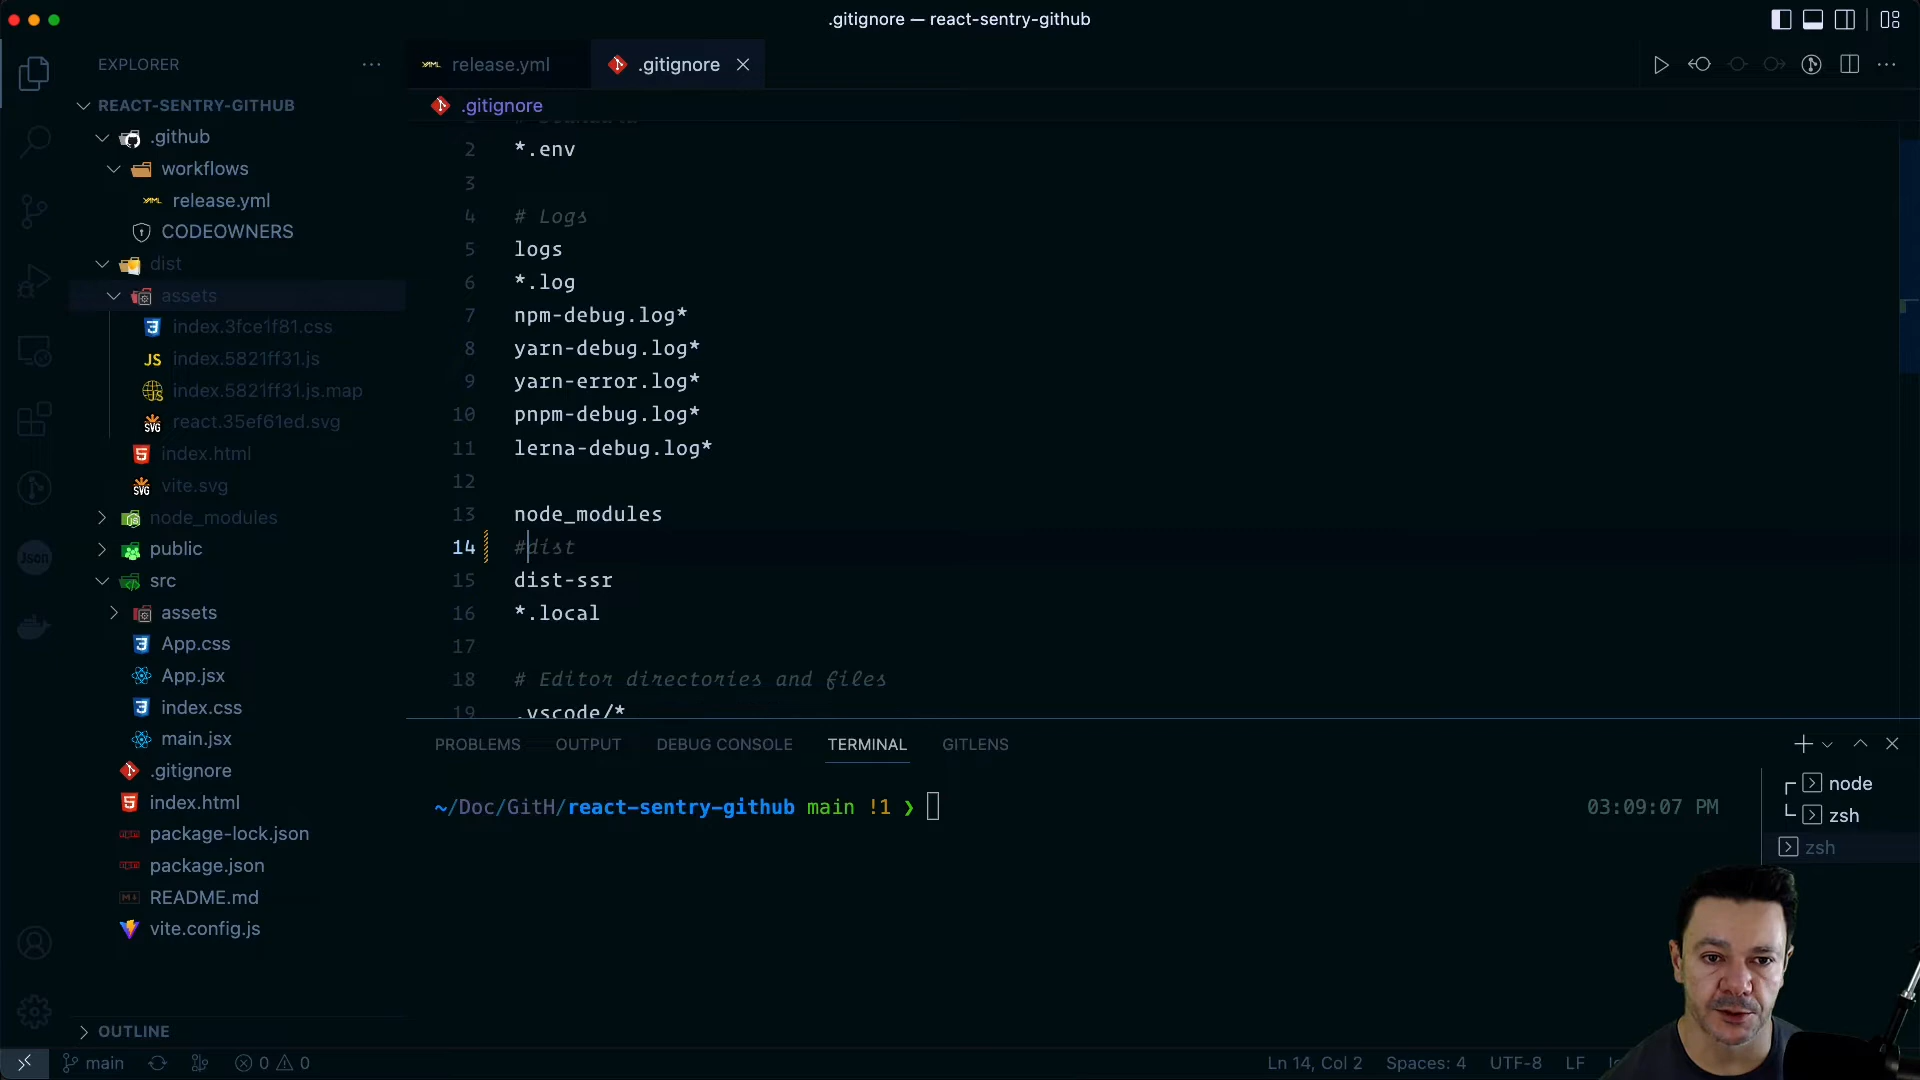 .gitignore — react-sentry-github
EXPLORER
REACT-SENTRY-GITHUB
.github
workflows
release.yml
CODEOWNERS
dist
assets
index.3fce1f81.css
JS index.5821ff31.js
index.5821ff31.js.map
react.35ef61ed.svg
index.html
vite.svg
node_modules
public
src
assets
App.css
App.jsx
index.css
main.jsx
.gitignore
index.html
package-lock.json
package.json
README.md
vite.config.js
OUTLINE
release.yml
.gitignore
.gitignore
2 *.env
3
4 # Logs
5 logs
6 *.log
7 npm-debug.log*
8 yarn-debug.log*
9 yarn-error.log*
10 pnpm-debug.log*
11 lerna-debug.log*
12
13 node_modules
14 #dist
15 dist-ssr
16 *.local
17
18 # Editor directories and files
19 .vscode/*
PROBLEMS OUTPUT DEBUG CONSOLE TERMINAL GITLENS
~/Doc/GitH/react-sentry-github main !1 ❯ 03:09:07 PM
node
zsh
zsh
main 0 0 Ln 14, Col 2 Spaces: 4 UTF-8 LF